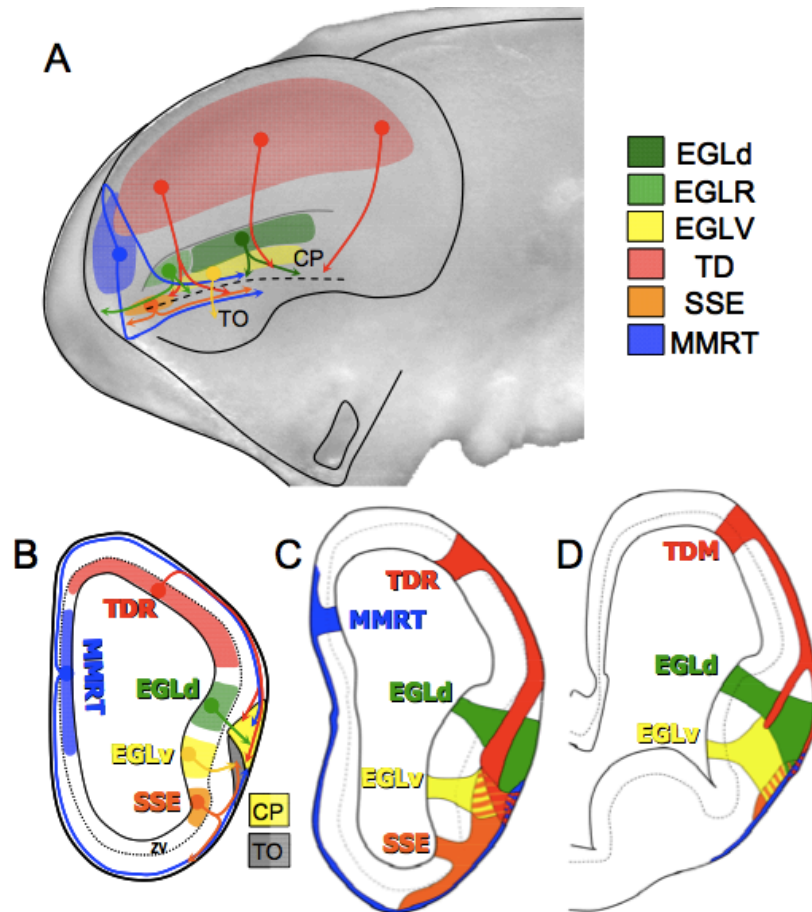 A
CP
TO
EGLd
EGLR
EGLV
TD
SSE
MMRT
B
TDR
MMRT
EGLd
EGLv
SSE
ZV
CP
TO
C
TDR
MMRT
EGLd
EGLv
SSE
D
TDM
EGLd
EGLv